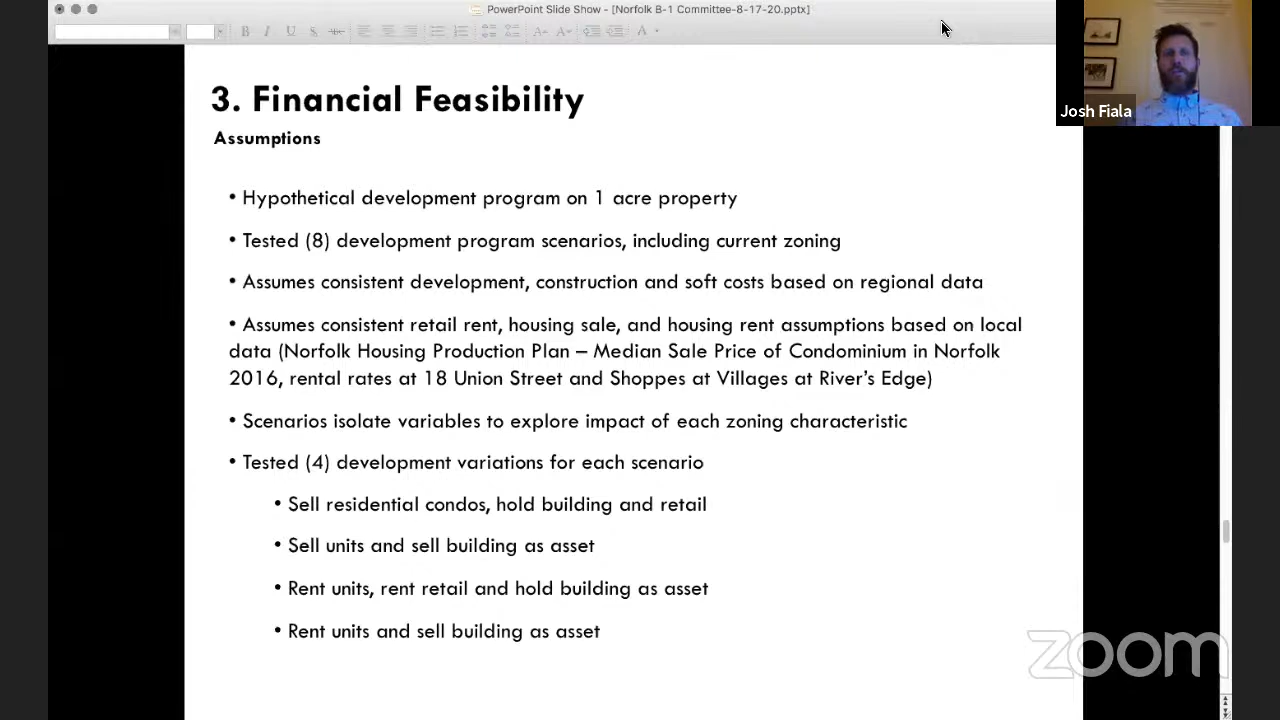 PowerPoint Slide Show - [Norfolk B-1 Committee-8-17-20.pptx]
B I U S ABC A A A
Josh Fiala
3. Financial Feasibility
Assumptions
• Hypothetical development program on 1 acre property
• Tested (8) development program scenarios, including current zoning
• Assumes consistent development, construction and soft costs based on regional data
• Assumes consistent retail rent, housing sale, and housing rent assumptions based on local
data (Norfolk Housing Production Plan – Median Sale Price of Condominium in Norfolk
2016, rental rates at 18 Union Street and Shoppes at Villages at River's Edge)
• Scenarios isolate variables to explore impact of each zoning characteristic
• Tested (4) development variations for each scenario
• Sell residential condos, hold building and retail
• Sell units and sell building as asset
• Rent units, rent retail and hold building as asset
• Rent units and sell building as asset
zoom